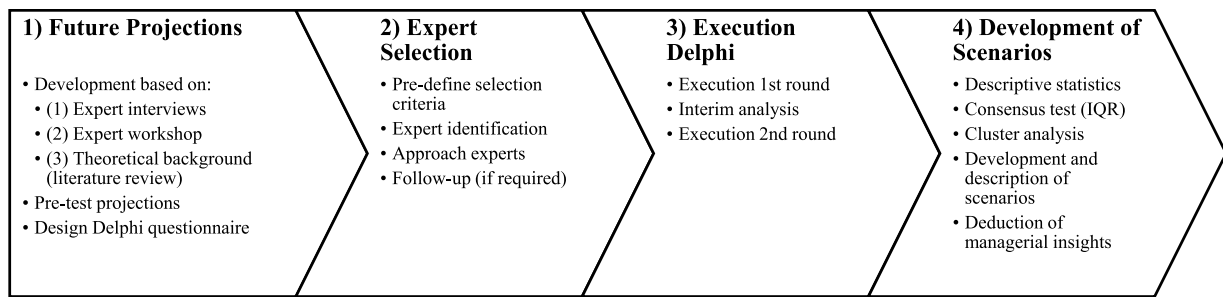 1) Future Projections
• Development based on:
• (1) Expert interviews
• (2) Expert workshop
• (3) Theoretical background
(literature review)
• Pre-test projections
• Design Delphi questionnaire
2) Expert
Selection
• Pre-define selection
criteria
• Expert identification
• Approach experts
• Follow-up (if required)
3) Execution
Delphi
• Execution 1st round
• Interim analysis
• Execution 2nd round
4) Development of
Scenarios
• Descriptive statistics
• Consensus test (IQR)
• Cluster analysis
• Development and
description of
scenarios
• Deduction of
managerial insights